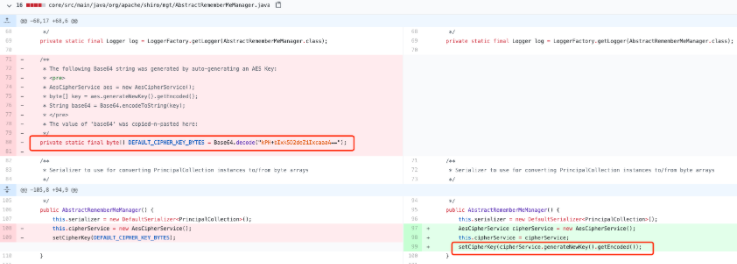 16 core/src/main/java/org/apache/shiro/mgt/AbstractRememberMeManager.java
@@ -68,17 +68,6 @@
68 */
69 private static final Logger log = LoggerFactory.getLogger(AbstractRememberMeManager.class);
70
71 - /**
72 - * The following Base64 string was generated by auto-generating an AES Key:
73 - * <pre>
74 - * AesCipherService aes = new AesCipherService();
75 - * byte[] key = aes.generateNewKey().getEncoded();
76 - * String base64 = Base64.encodeToString(key);
77 - * </pre>
78 - * The value of 'base64' was copied-n-pasted here:
79 - */
80 - private static final byte[] DEFAULT_CIPHER_KEY_BYTES = Base64.decode("kPH+bIxk5D2deZiIxcaaaA==");
81 -
82 /**
83 * Serializer to use for converting PrincipalCollection instances to/from byte arrays
84 */
@@ -105,8 +94,9 @@
105 */
106 public AbstractRememberMeManager() {
107 this.serializer = new DefaultSerializer<PrincipalCollection>();
108 - this.cipherService = new AesCipherService();
109 - setCipherKey(DEFAULT_CIPHER_KEY_BYTES);
110 }
68 */
69 private static final Logger log = LoggerFactory.getLogger(AbstractRememberMeManager.class);
70
71 /**
72 * Serializer to use for converting PrincipalCollection instances to/from byte arrays
73 */
94 */
95 public AbstractRememberMeManager() {
96 this.serializer = new DefaultSerializer<PrincipalCollection>();
97 + AesCipherService cipherService = new AesCipherService();
98 + this.cipherService = cipherService;
99 + setCipherKey(cipherService.generateNewKey().getEncoded());
100 }